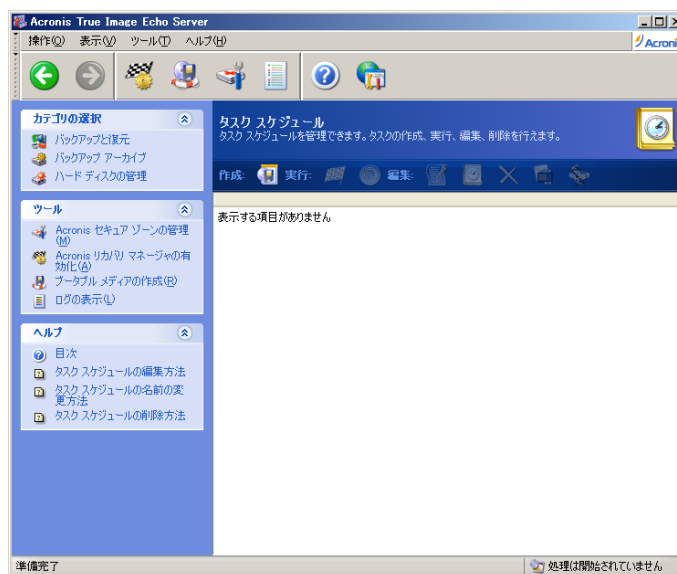 Acronis True Image Echo Server
操作(O) 表示(V) ツール(T) ヘルプ(H)
Acroni
カテゴリの選択
バックアップと復元
バックアップ アーカイブ
ハード ディスクの管理
ツール
Acronis セキュア ゾーンの管理
(M)
Acronis リカバリ マネージャの有
効化(A)
ブータブル メディアの作成(R)
ログの表示(L)
ヘルプ
目次
タスク スケジュールの編集方法
タスク スケジュールの名前の変
更方法
タスク スケジュールの削除方法
タスク スケジュール
タスク スケジュールを管理できます。タスクの作成、実行、編集、削除を行えます。
作成: 実行: 編集:
表示する項目がありません
準備完了
処理は開始されていません